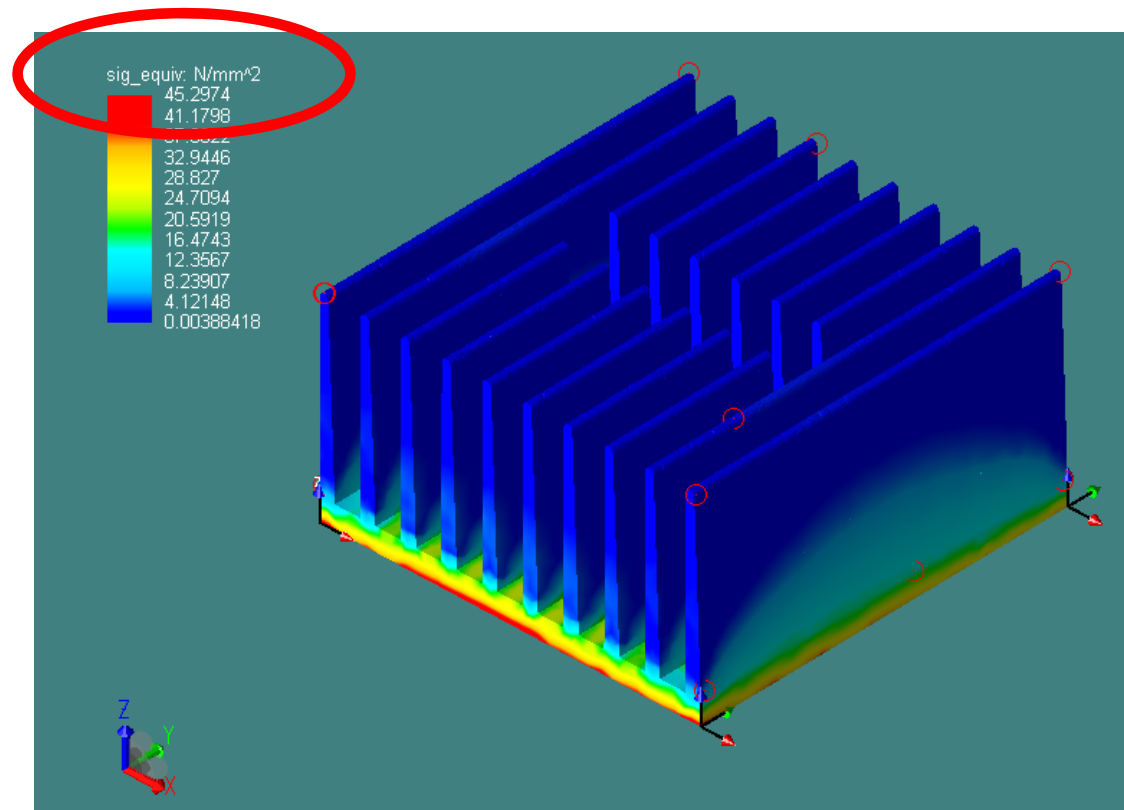 sig_equiv: N/mm^2
45.2974
41.1798
32.9446
28.827
24.7094
20.5919
16.4743
12.3567
8.23907
4.12148
0.00388418
Z
Z
Y
X